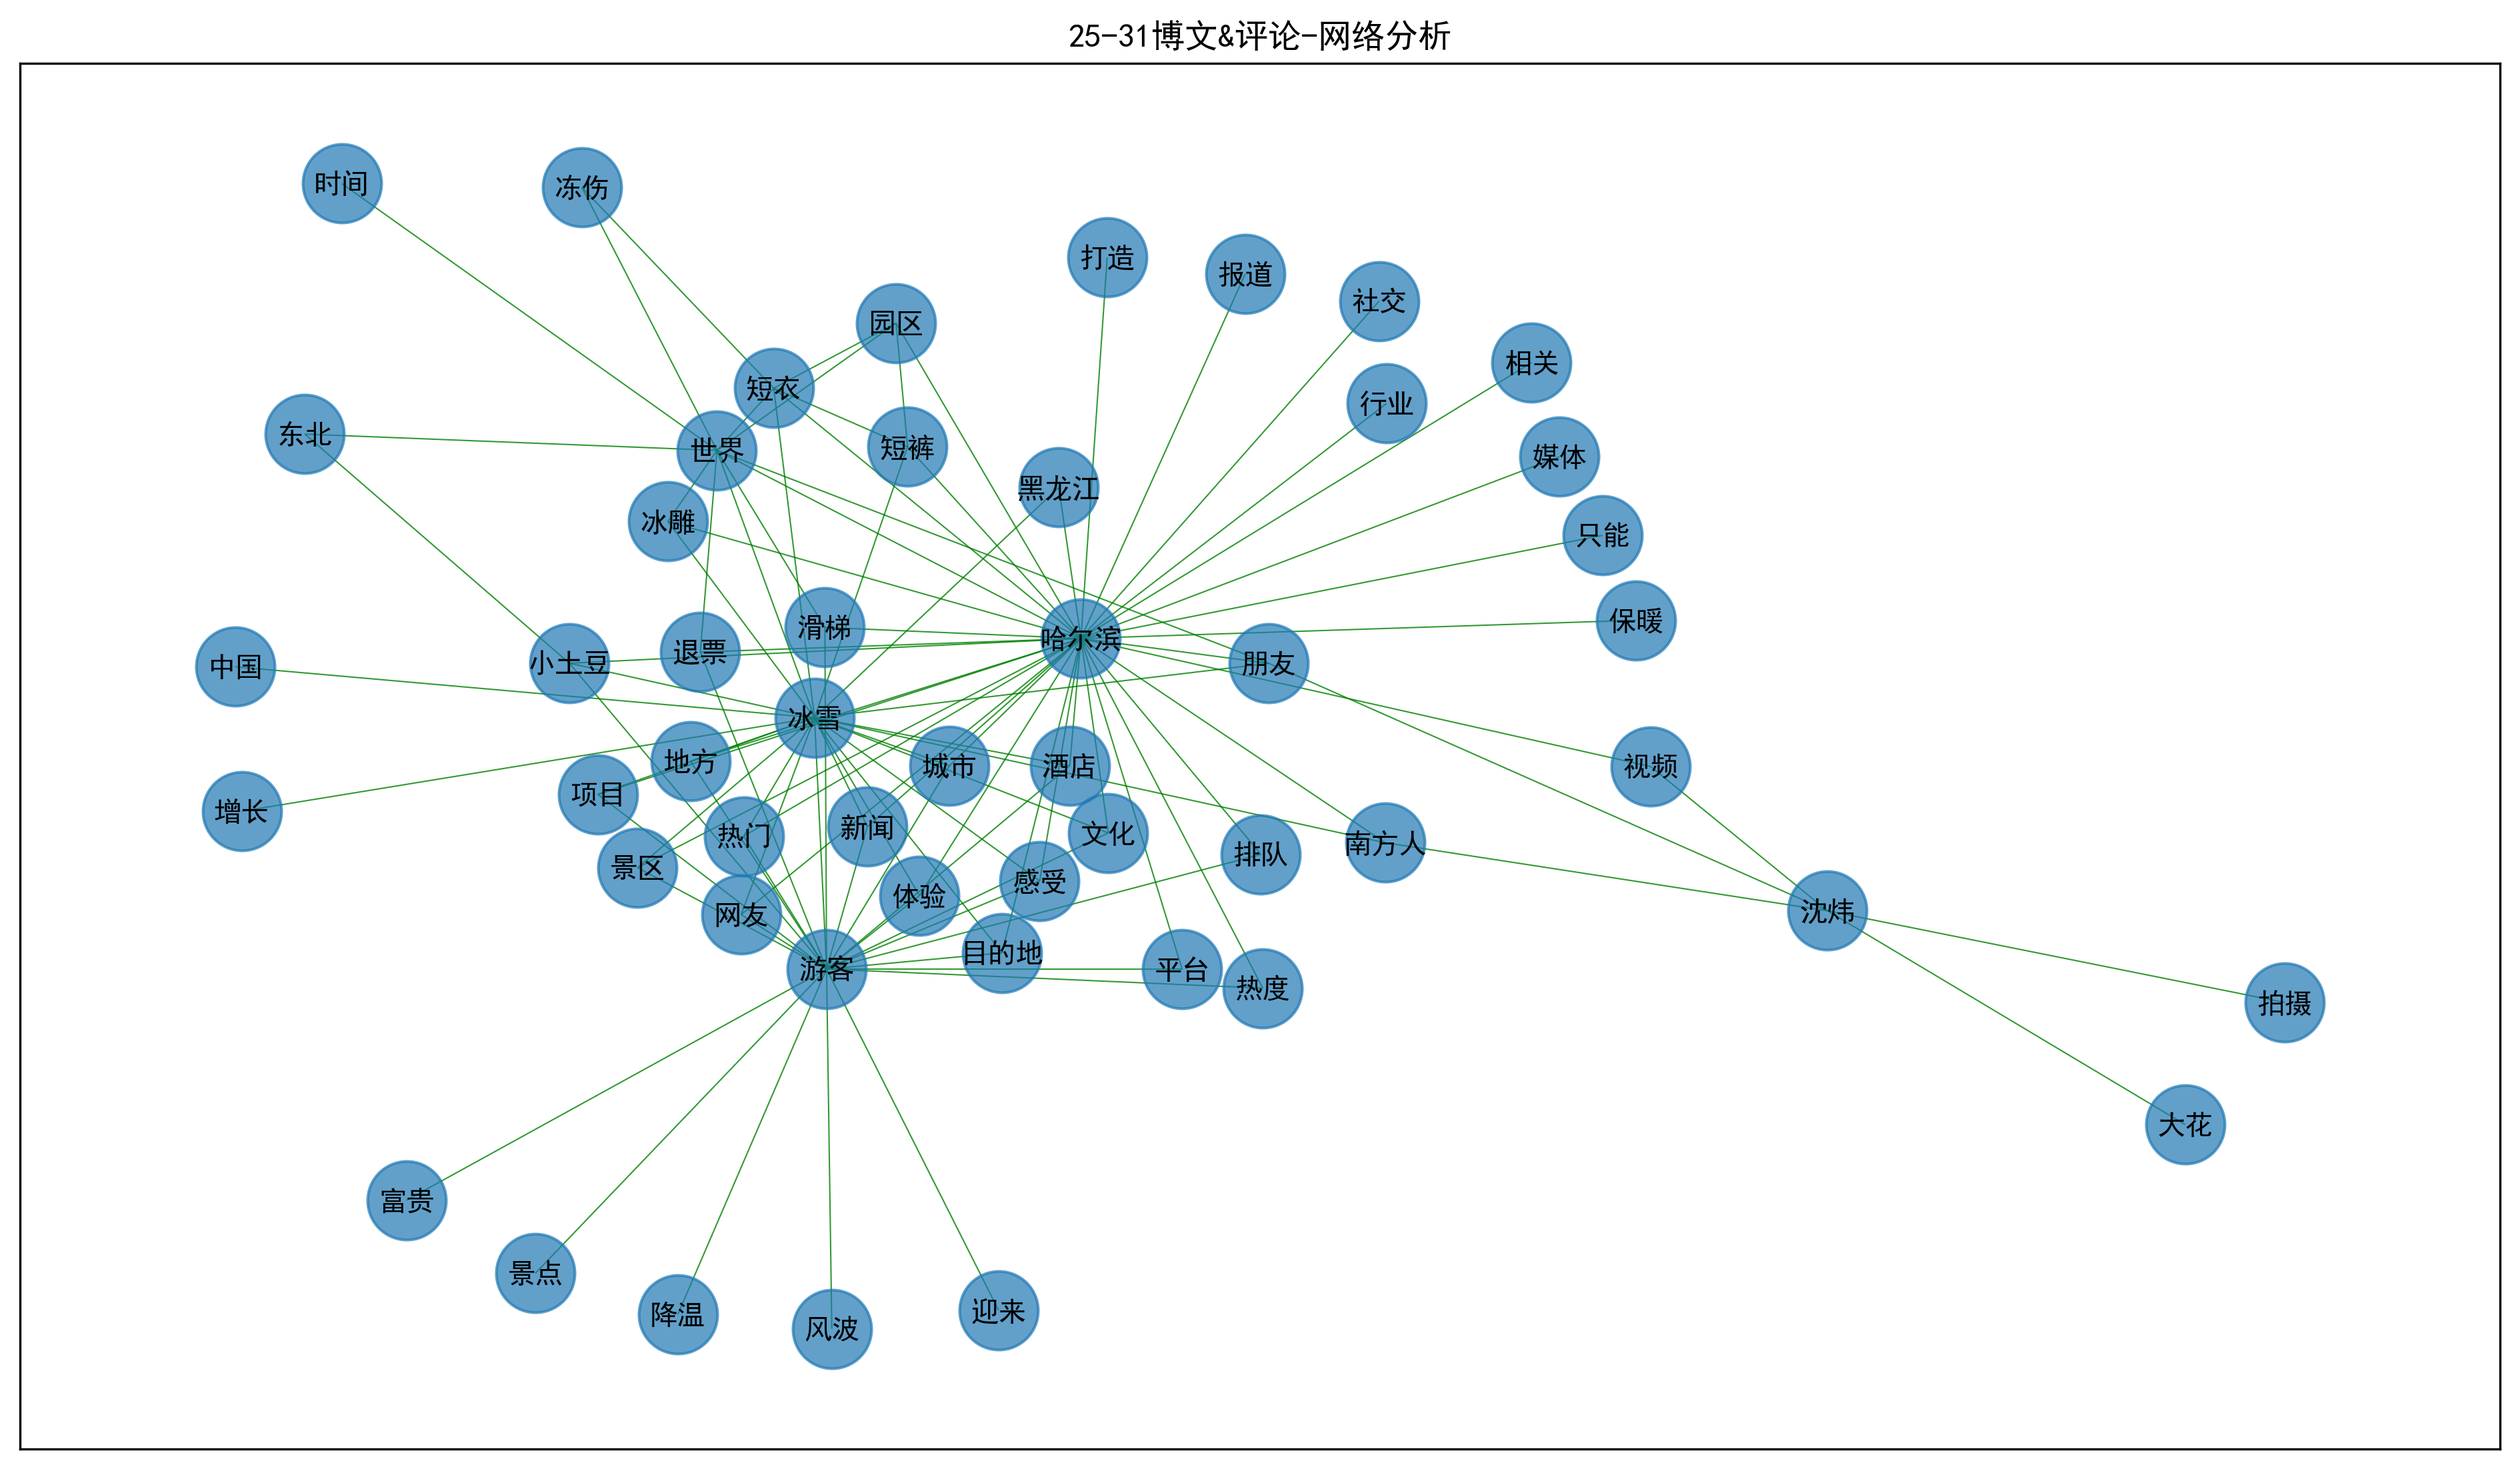 25-31博文&评论-网络分析
时间
冻伤
打造
报道
社交
园区
相关
短衣
行业
东北
世界
短裤
媒体
黑龙江
冰雕
只能
滑梯
保暖
哈尔滨
退票
小土豆
朋友
中国
冰雪
地方
城市
酒店
视频
项目
增长
新闻
文化
热门
南方人
排队
景区
感受
体验
网友
沈炜
目的地
游客
平台
热度
拍摄
大花
富贵
景点
迎来
降温
风波